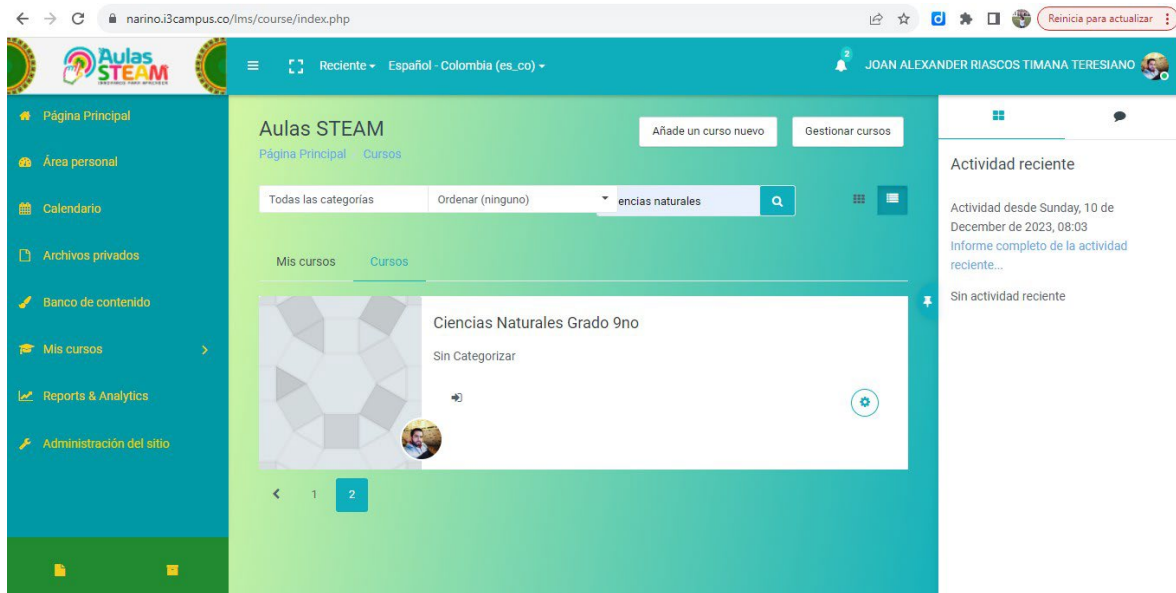 narino.i3campus.co/lms/course/index.php
Reinicia para actualizar
Aulas
STEAM
Reciente
Español - Colombia (es_co)
2
JOAN ALEXANDER RIASCOS TIMANA TERESIANO
Página Principal
Área personal
Calendario
Archivos privados
Banco de contenido
Mis cursos
Reports & Analytics
Administración del sitio
Aulas STEAM
Añade un curso nuevo
Gestionar cursos
Página Principal Cursos
Todas las categorías
Ordenar (ninguno)
encias naturales
Mis cursos
Cursos
Ciencias Naturales Grado 9no
Sin Categorizar
1
2
Actividad reciente
Actividad desde Sunday, 10 de
December de 2023, 08:03
Informe completo de la actividad
reciente...
Sin actividad reciente